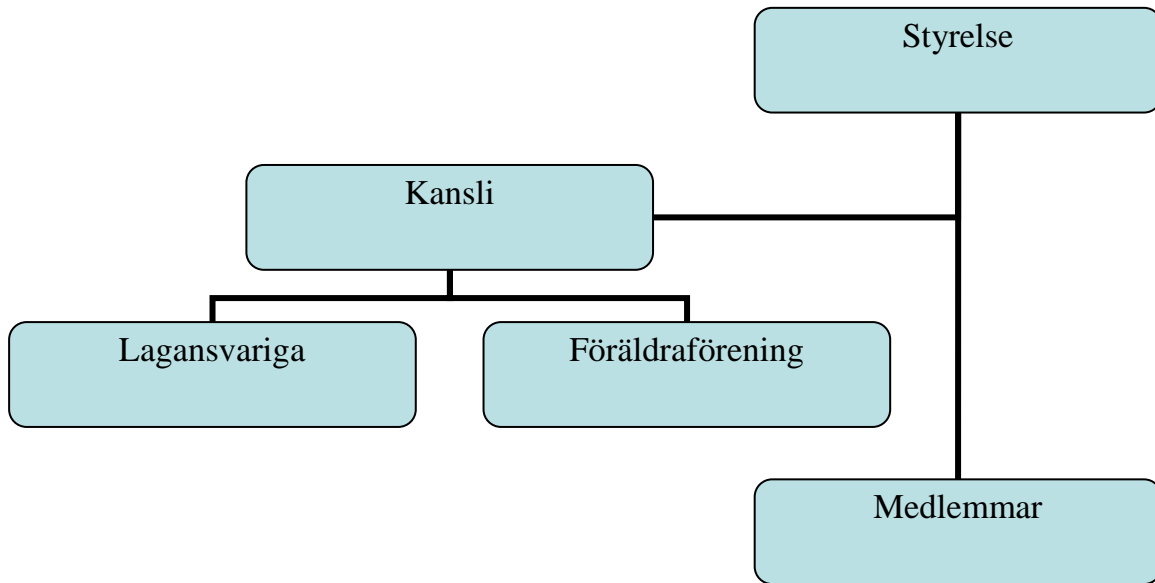 Styrelse
Kansli
Lagansvariga
Föräldraförening
Medlemmar